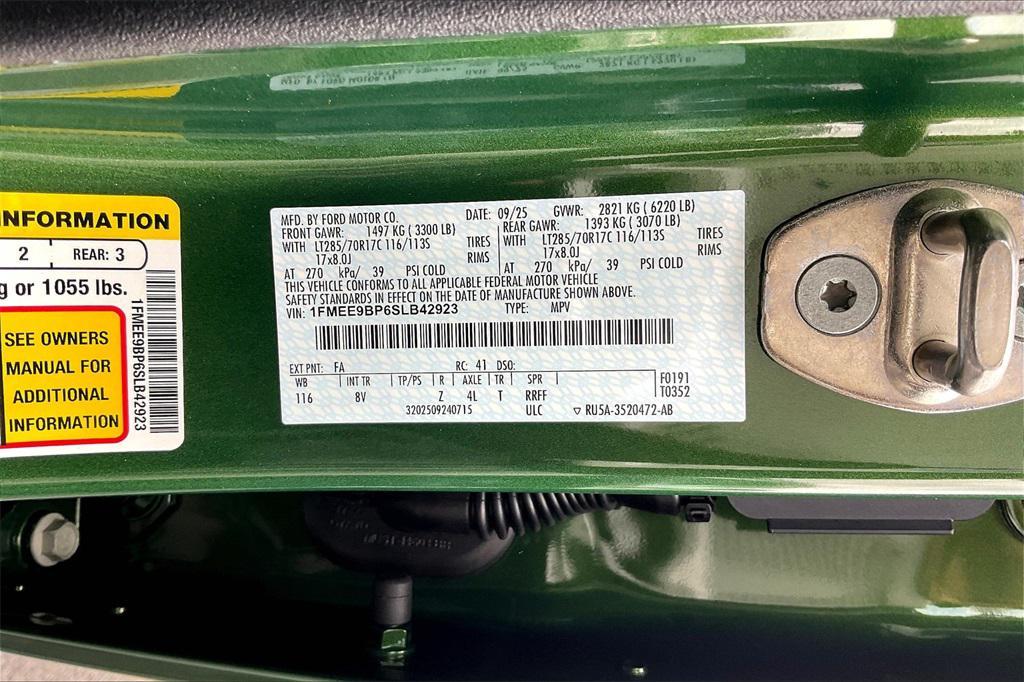 INFORMATION
2 REAR: 3
g or 1055 lbs.
SEE OWNERS
MANUAL FOR
ADDITIONAL
INFORMATION
1FMEE9BP6SLB42923
MFD. BY FORD MOTOR CO. DATE: 09/25 GVWR: 2821 KG ( 6220 LB)
FRONT GAWR: 1497 KG ( 3300 LB) REAR GAWR: 1393 KG ( 3070 LB)
WITH LT285/70R17C 116/113S TIRES WITH LT285/70R17C 116/113S TIRES
17x8.0J RIMS 17x8.0J RIMS
AT 270 kPa/ 39 PSI COLD AT 270 kPa/ 39 PSI COLD
THIS VEHICLE CONFORMS TO ALL APPLICABLE FEDERAL MOTOR VEHICLE
SAFETY STANDARDS IN EFFECT ON THE DATE OF MANUFACTURE SHOWN ABOVE.
VIN: 1FMEE9BP6SLB42923 TYPE: MPV
EXT PNT: FA RC: 41 DSO:
WB INT TR TP/PS R AXLE TR SPR F0191
116 8V Z 4L T RRFF T0352
32025092407​15 ULC RU5A-3520472-AB